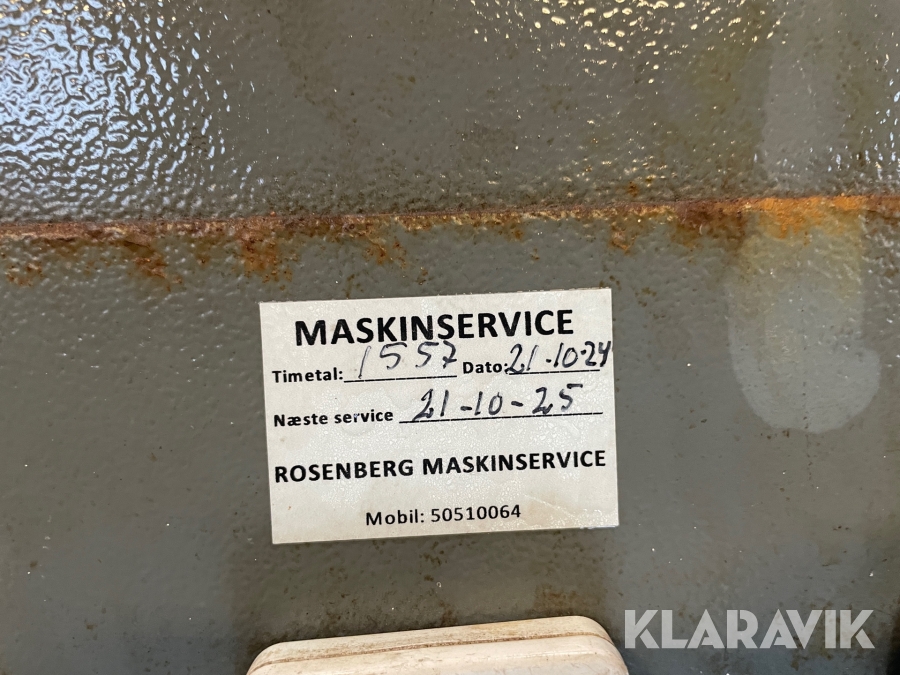 MASKINSERVICE
Timetal: 1557 Dato: 21-10-24
Næste service 21-10-25
ROSENBERG MASKINSERVICE
Mobil: 50510064
KLARAVIK